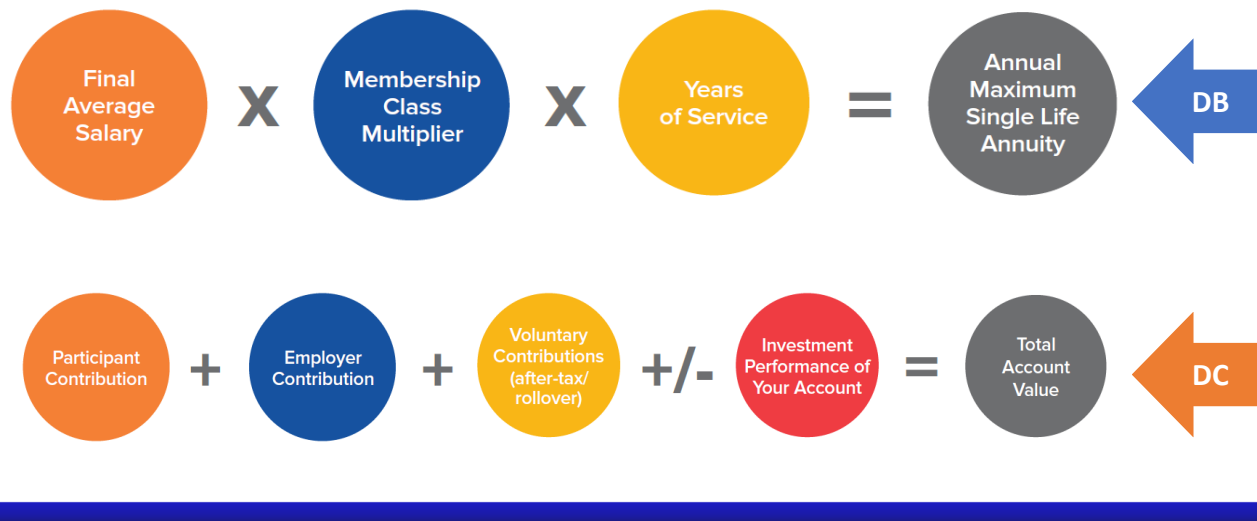 Final
Average
Salary
x
Membership
Class
Multiplier
x
Years
of Service
=
Annual
Maximum
Single Life
Annuity
DB
Participant
Contribution
+
Employer
Contribution
+
Voluntary
Contributions
(after-tax/
rollover)
+/-
Investment
Performance of
Your Account
=
Total
Account
Value
DC